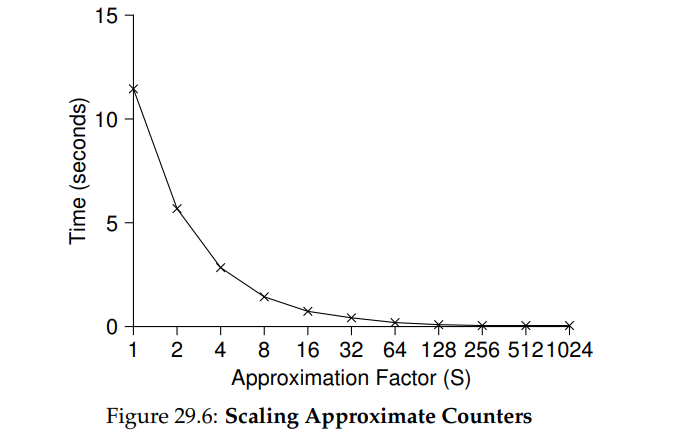 15
10
5
0
Time (seconds)
1 2 4 8 16 32 64 128 256 512 1024
Approximation Factor (S)
Figure 29.6: Scaling Approximate Counters